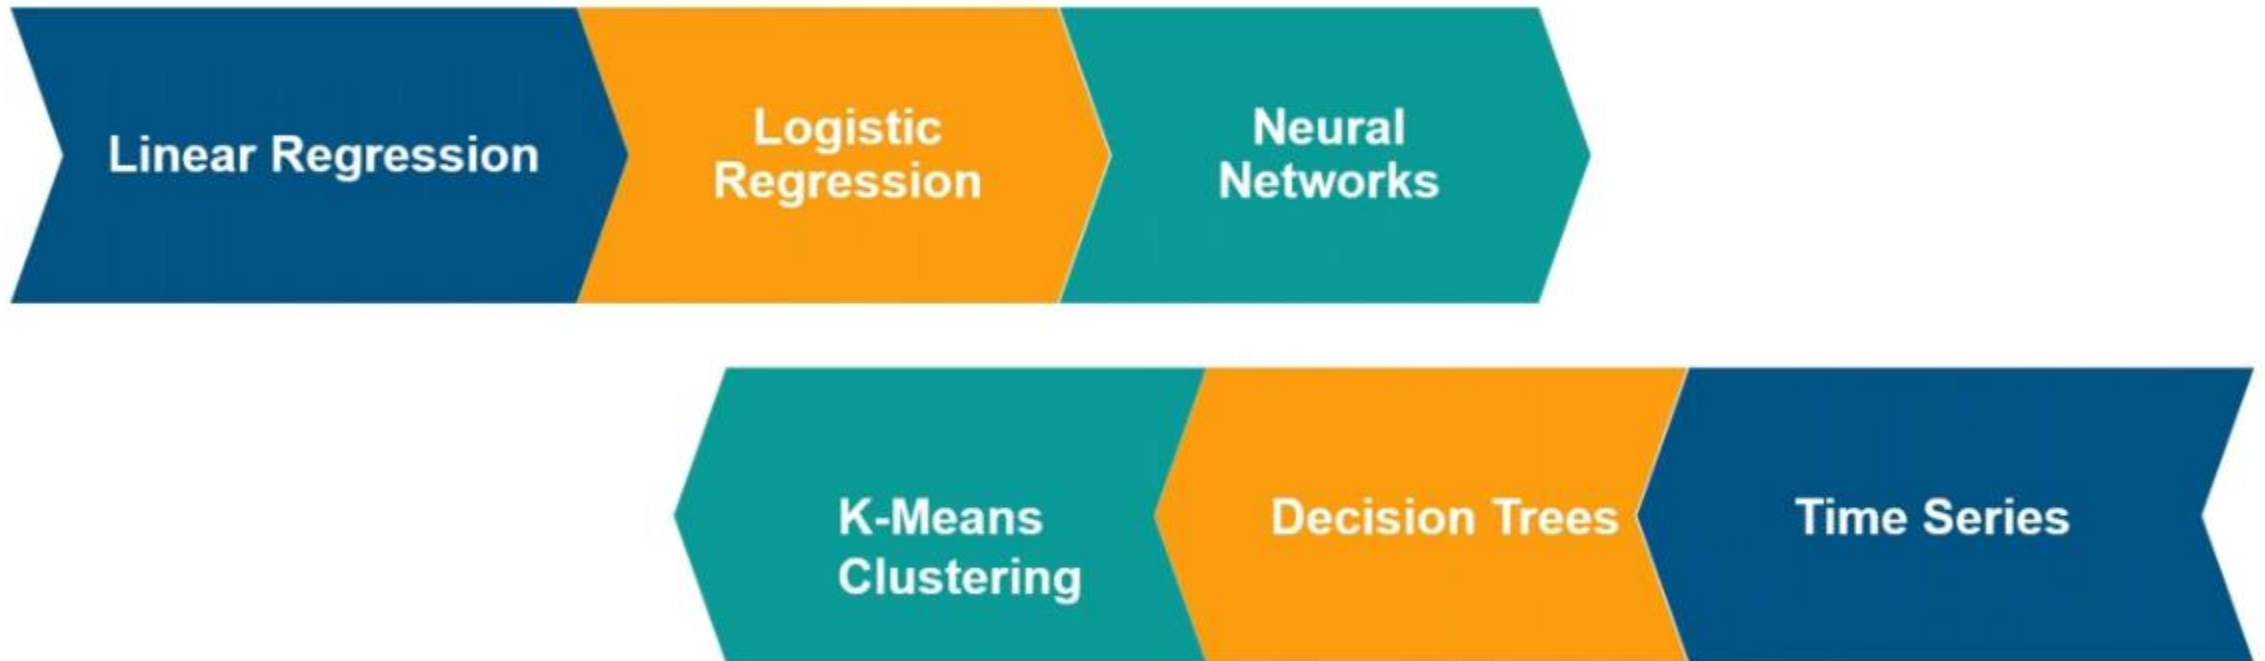 Linear Regression
Logistic
Regression
Neural
Networks
K-Means
Clustering
Decision Trees
Time Series